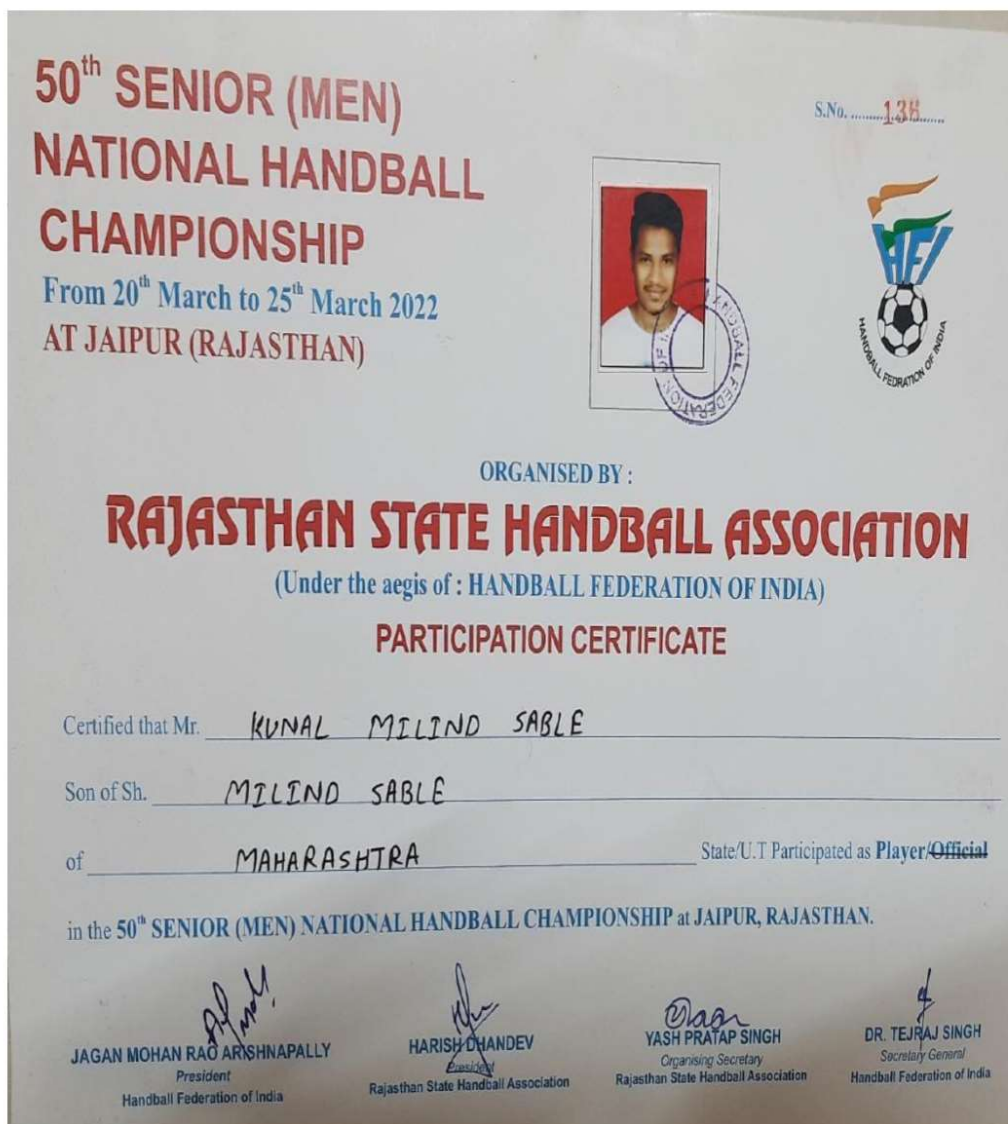 50th SENIOR (MEN)
NATIONAL HANDBALL
CHAMPIONSHIP
From 20th March to 25th March 2022
AT JAIPUR (RAJASTHAN)
S.No. ..........136..........
HFI
HANDBALL FEDRATION OF INDIA
HANDBALL FEDERATION OF
ORGANISED BY :
RAJASTHAN STATE HANDBALL ASSOCIATION
(Under the aegis of : HANDBALL FEDERATION OF INDIA)
PARTICIPATION CERTIFICATE
Certified that Mr. KUNAL MILIND SABLE
Son of Sh. MILIND SABLE
of MAHARASHTRA State/U.T Participated as Player/Official
in the 50th SENIOR (MEN) NATIONAL HANDBALL CHAMPIONSHIP at JAIPUR, RAJASTHAN.
JAGAN MOHAN RAO ARISHNAPALLY
President
Handball Federation of India
HARISH DHANDEV
President
Rajasthan State Handball Association
YASH PRATAP SINGH
Organising Secretary
Rajasthan State Handball Association
DR. TEJRAJ SINGH
Secretary General
Handball Federation of India